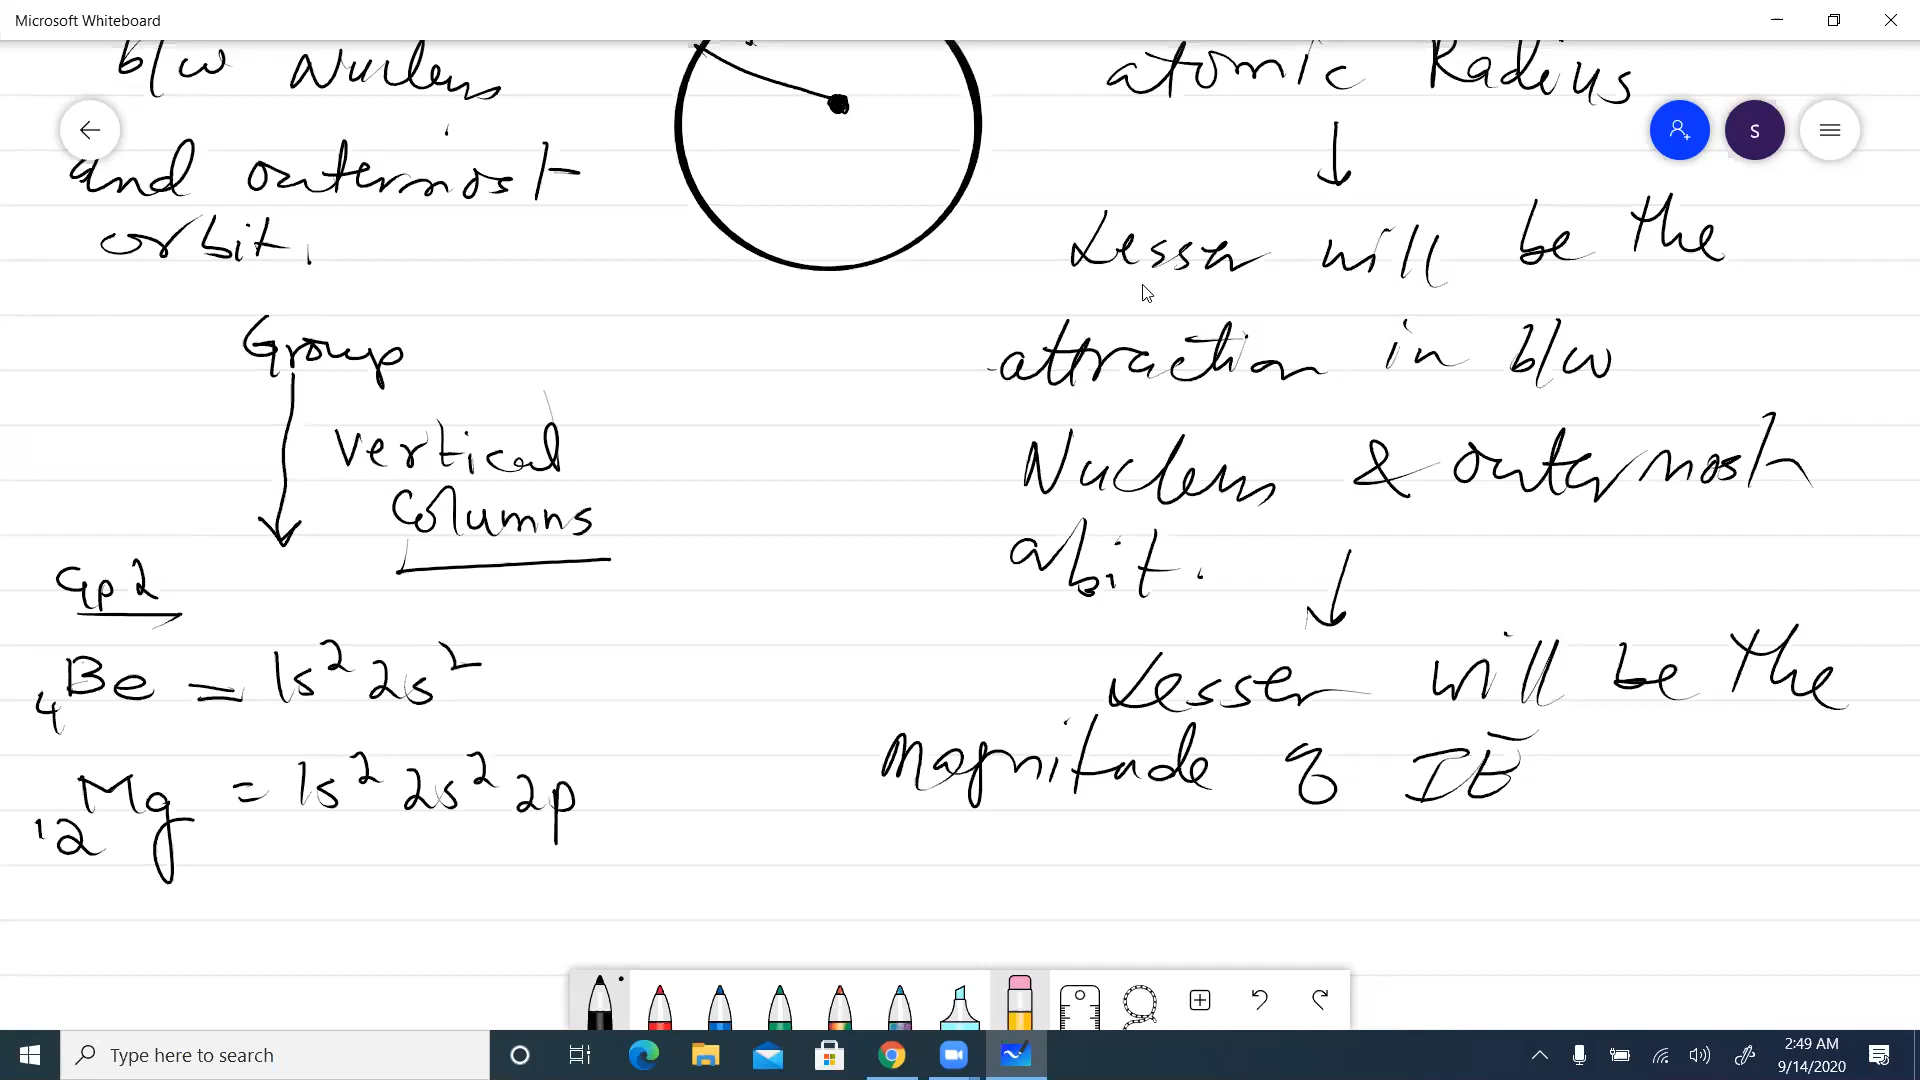 Microsoft Whiteboard
b/w Nucleus
and outermost
orbit.
Group
Vertical
Columns
Gp 2
4Be = 1s² 2s²
12Mg = 1s² 2s² 2p
atomic Radius
Lesser will be the
attraction in b/w
Nucleus & outermost
orbit.
Lesser will be the
Magnitude of IE
S
Type here to search
2:49 AM
9/14/2020